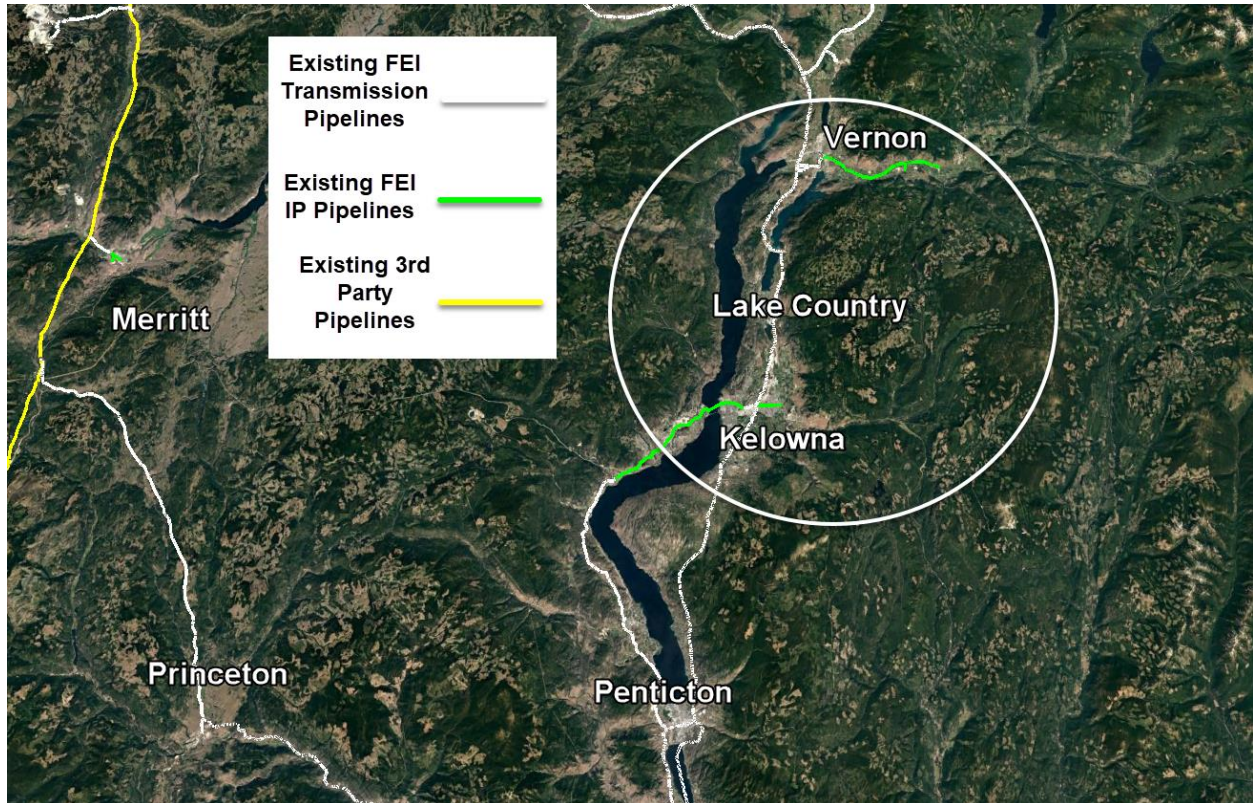 Existing FEI
Transmission
Pipelines
Existing FEI
IP Pipelines
Existing 3rd
Party
Pipelines
Vernon
Lake Country
Merritt
Kelowna
Princeton
Penticton